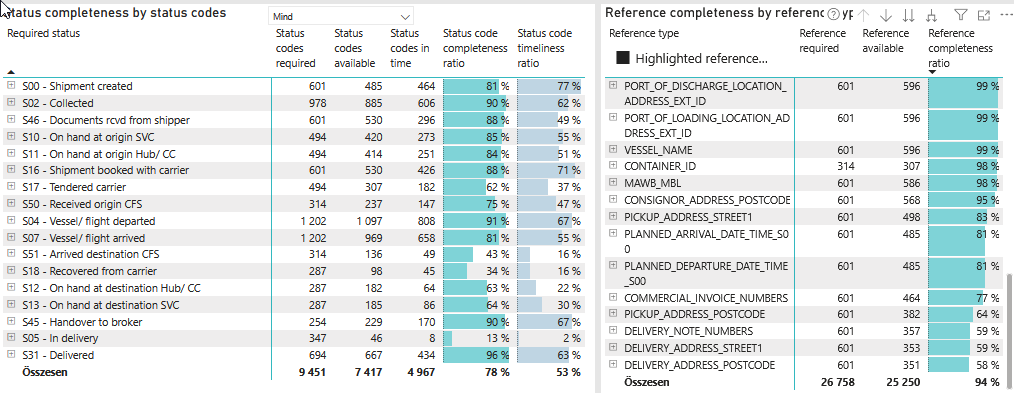 tatus completeness by status codes
Mind
Required status Status codes required Status codes available Status codes in time Status code completeness ratio Status code timeliness ratio
S00 - Shipment created 601 485 464 81 % 77 %
S02 - Collected 978 885 606 90 % 62 %
S46 - Documents rcvd from shipper 601 530 296 88 % 49 %
S10 - On hand at origin SVC 494 420 273 85 % 55 %
S11 - On hand at origin Hub/ CC 494 414 251 84 % 51 %
S16 - Shipment booked with carrier 601 530 426 88 % 71 %
S17 - Tendered carrier 494 307 182 62 % 37 %
S50 - Received origin CFS 314 237 147 75 % 47 %
S04 - Vessel/ flight departed 1 202 1 097 808 91 % 67 %
S07 - Vessel/ flight arrived 1 202 969 658 81 % 55 %
S51 - Arrived destination CFS 314 136 49 43 % 16 %
S18 - Recovered from carrier 287 98 45 34 % 16 %
S12 - On hand at destination Hub/ CC 287 182 64 63 % 22 %
S13 - On hand at destination SVC 287 185 86 64 % 30 %
S45 - Handover to broker 254 229 170 90 % 67 %
S05 - In delivery 347 46 8 13 % 2 %
S31 - Delivered 694 667 434 96 % 63 %
Összesen 9 451 7 417 4 967 78 % 53 %
Reference completeness by referenc yp
Reference type Reference required Reference available Reference completeness ratio
Highlighted reference...
PORT_OF_DISCHARGE_LOCATION_ 601 596 99 %
ADDRESS_EXT_ID
PORT_OF_LOADING_LOCATION_AD 601 596 99 %
DRESS_EXT_ID
VESSEL_NAME 601 596 99 %
CONTAINER_ID 314 307 98 %
MAWB_MBL 601 586 98 %
CONSIGNOR_ADDRESS_POSTCODE 601 568 95 %
PICKUP_ADDRESS_STREET1 601 498 83 %
PLANNED_ARRIVAL_DATE_TIME_S0 601 485 81 %
0
PLANNED_DEPARTURE_DATE_TIME 601 485 81 %
_S00
COMMERCIAL_INVOICE_NUMBERS 601 464 77 %
PICKUP_ADDRESS_POSTCODE 601 382 64 %
DELIVERY_NOTE_NUMBERS 601 357 59 %
DELIVERY_ADDRESS_STREET1 601 353 59 %
DELIVERY_ADDRESS_POSTCODE 601 351 58 %
Összesen 26 758 25 250 94 %